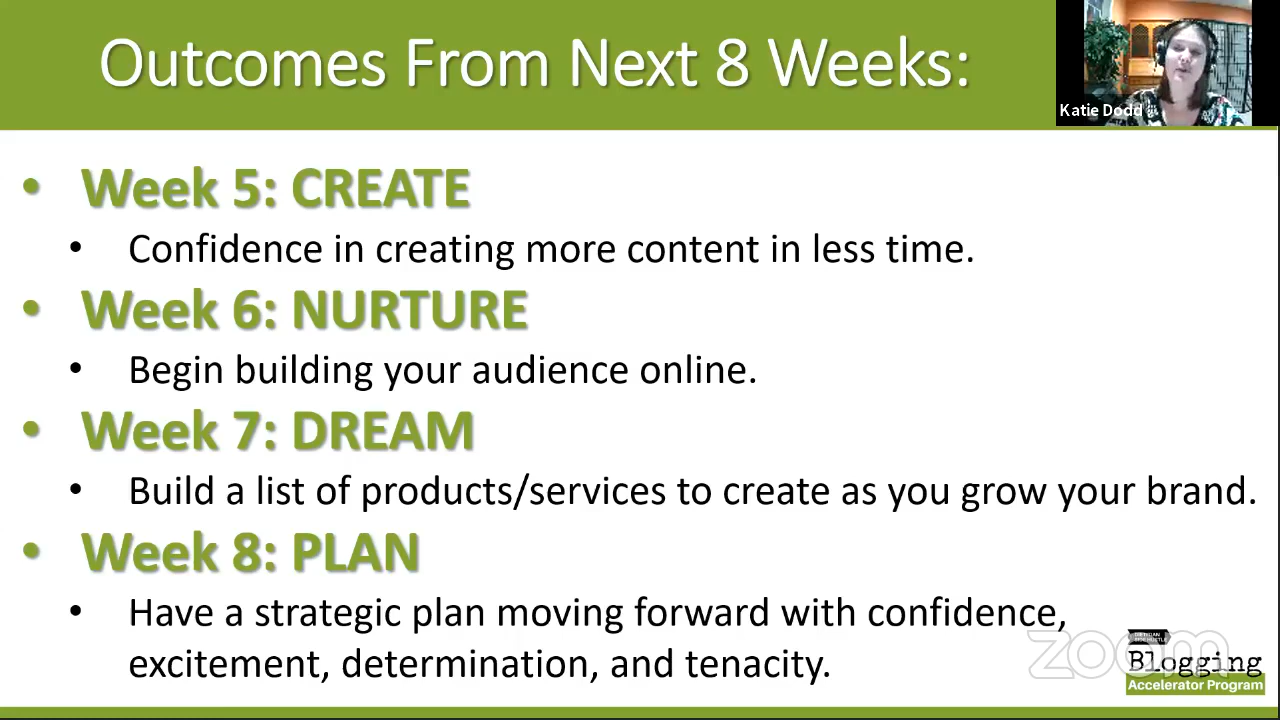 Outcomes From Next 8 Weeks:
Katie Dodd
• Week 5: CREATE
• Confidence in creating more content in less time.
• Week 6: NURTURE
• Begin building your audience online.
• Week 7: DREAM
• Build a list of products/services to create as you grow your brand.
• Week 8: PLAN
• Have a strategic plan moving forward with confidence,
excitement, determination, and tenacity.
zoom
Blogging
Accelerator Program